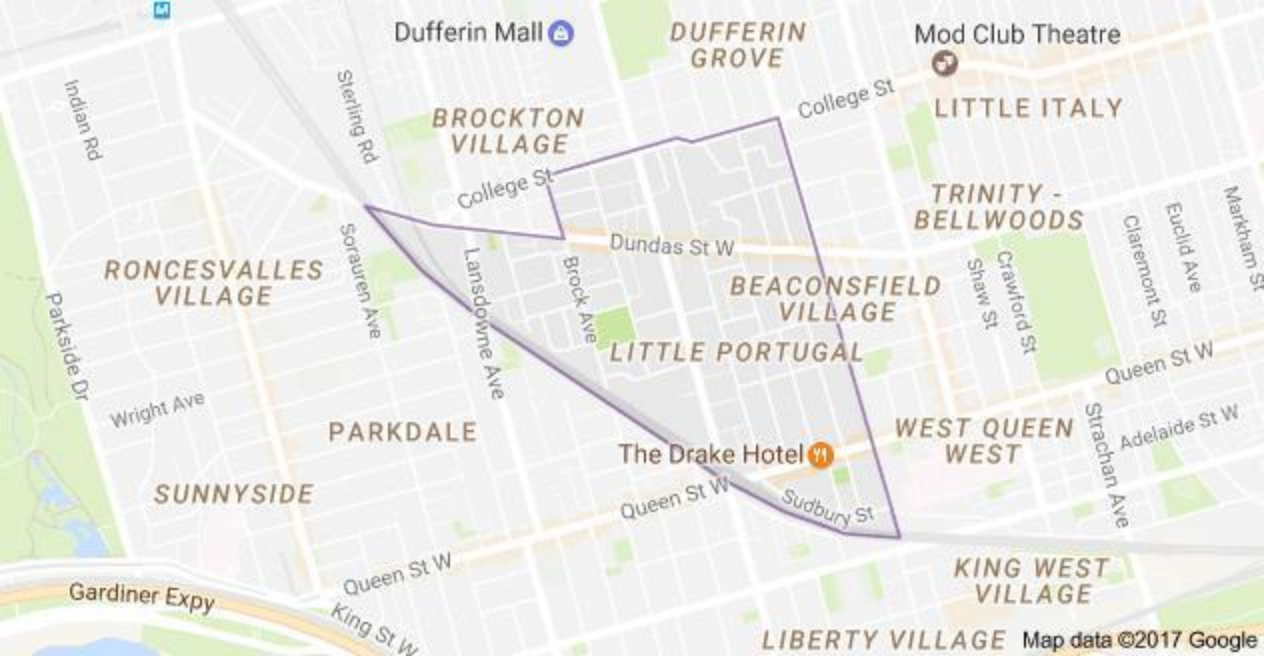 Dufferin Mall
DUFFERIN
GROVE
Mod Club Theatre
College St
LITTLE ITALY
Indian Rd
Sterling Rd
BROCKTON
VILLAGE
College St
TRINITY -
BELLWOODS
Euclid Ave
Markham St
Claremont St
Sorauren Ave
Dundas St W
RONCESVALLES
VILLAGE
Lansdowne Ave
Brock Ave
BEACONSFIELD
VILLAGE
Shaw St
Crawford St
Parkside Dr
LITTLE PORTUGAL
Queen St W
Wright Ave
PARKDALE
The Drake Hotel
WEST QUEEN
WEST
Strachan Ave
Adelaide St W
SUNNYSIDE
Queen St W
Sudbury St
Queen St W
Gardiner Expy
King St W
KING WEST
VILLAGE
LIBERTY VILLAGE
Map data ©2017 Google